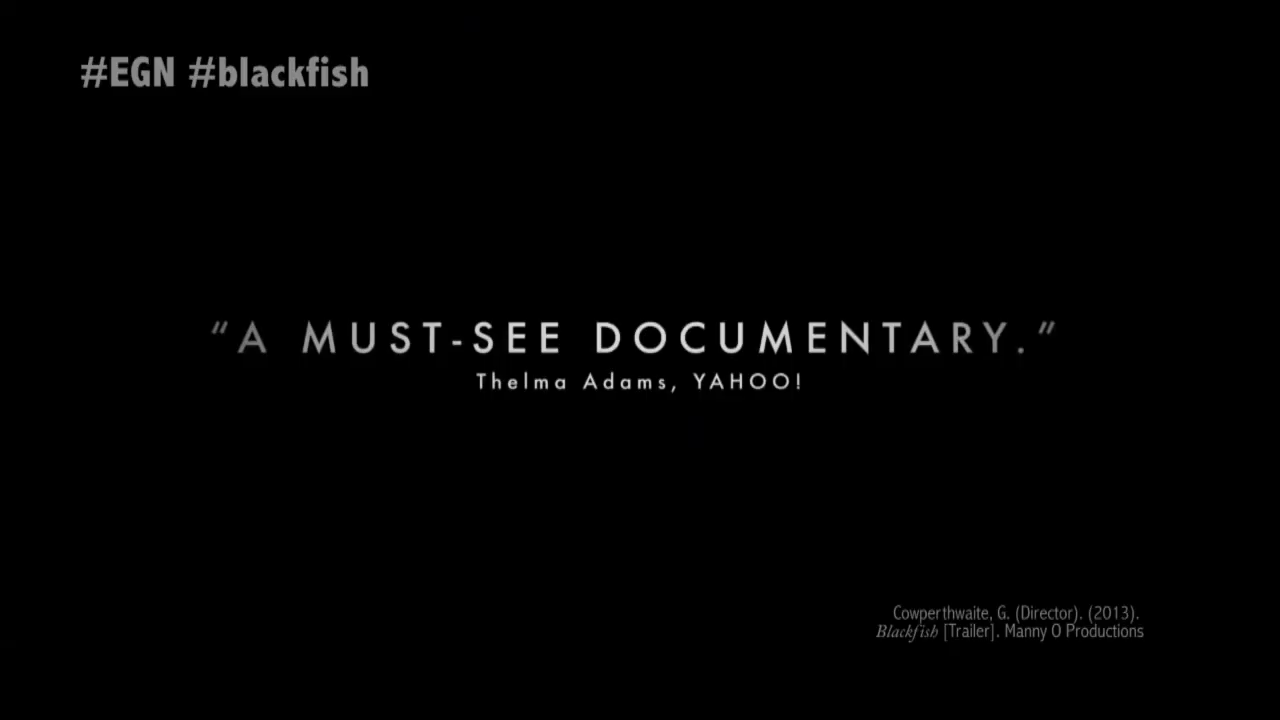 #EGN #blackfish
“A MUST-SEE DOCUMENTARY.”
Thelma Adams, YAHOO!
Cowperthwaite, G. (Director). (2013).
Blackfish [Trailer]. Manny O Productions